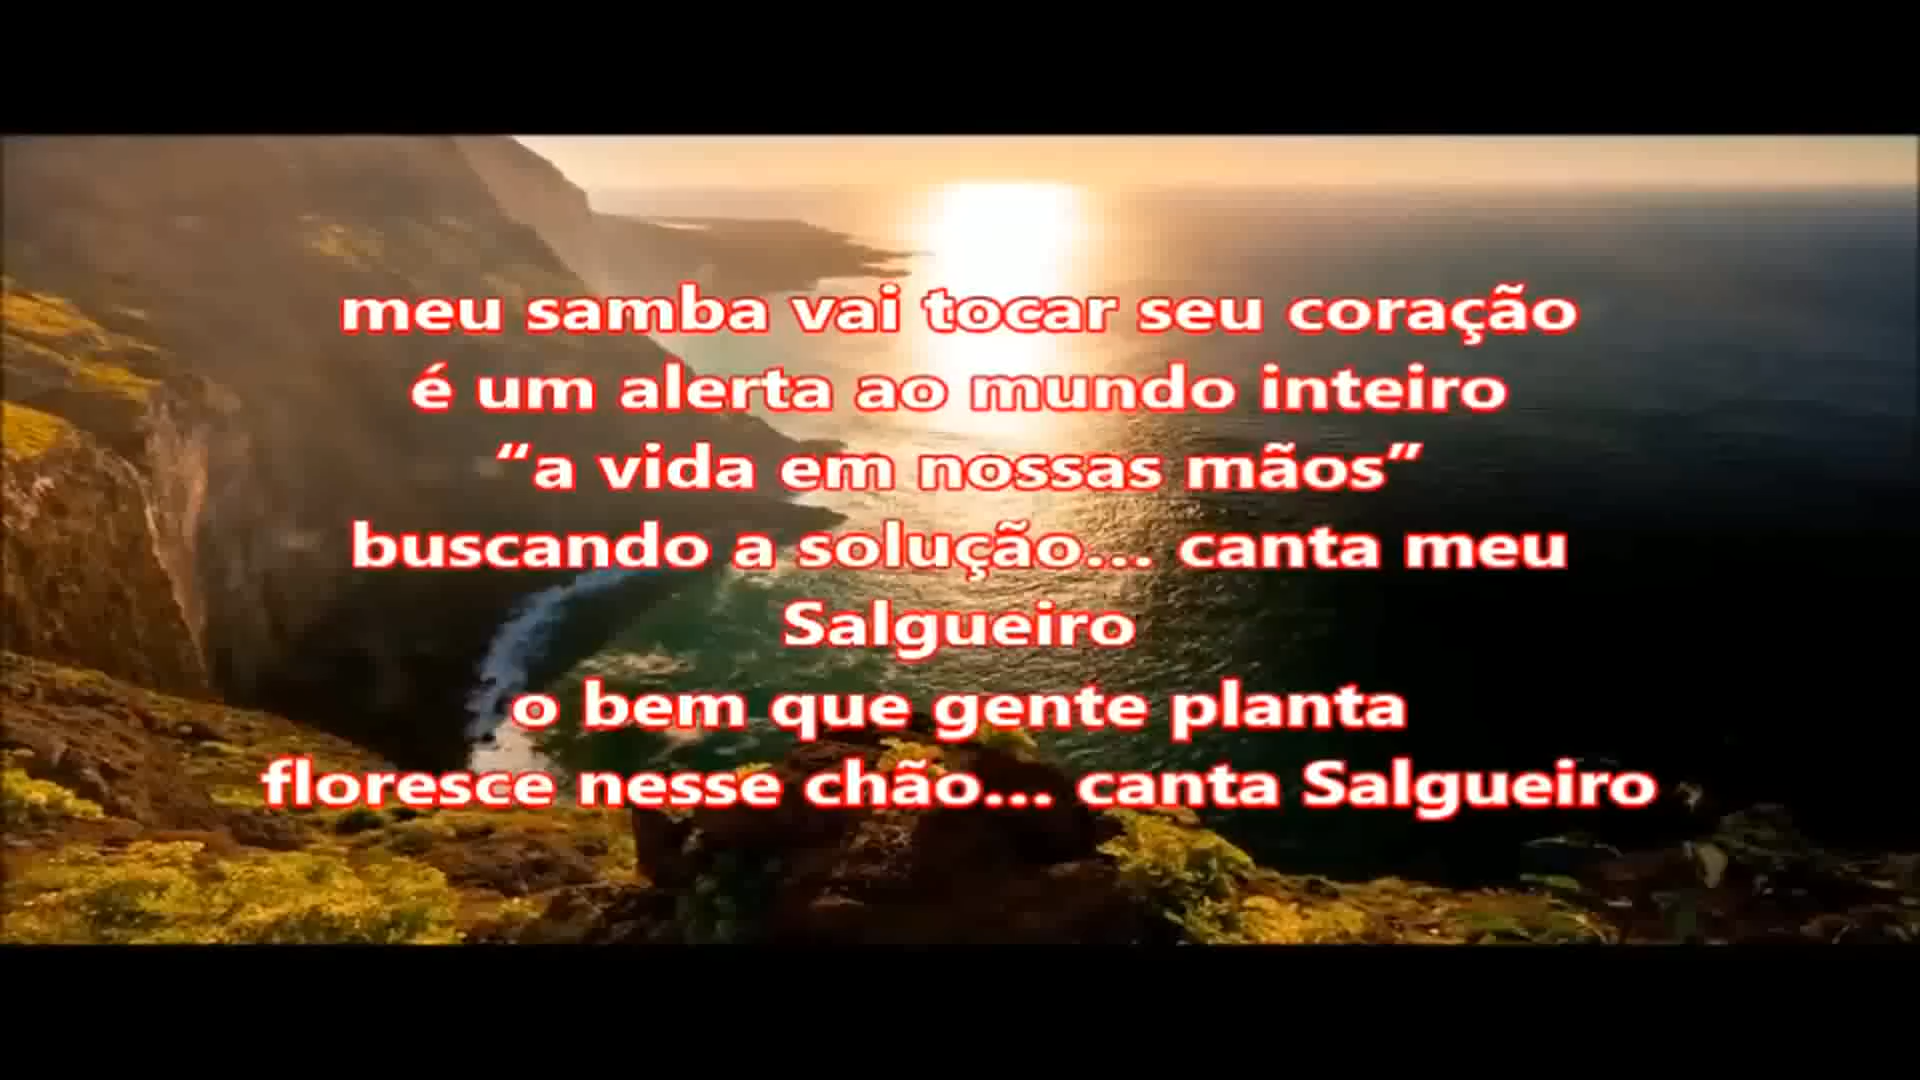 meu samba vai tocar seu coração
é um alerta ao mundo inteiro
“a vida em nossas mãos”
buscando a solução... canta meu
Salgueiro
o bem que gente planta
floresce nesse chão... canta Salgueiro